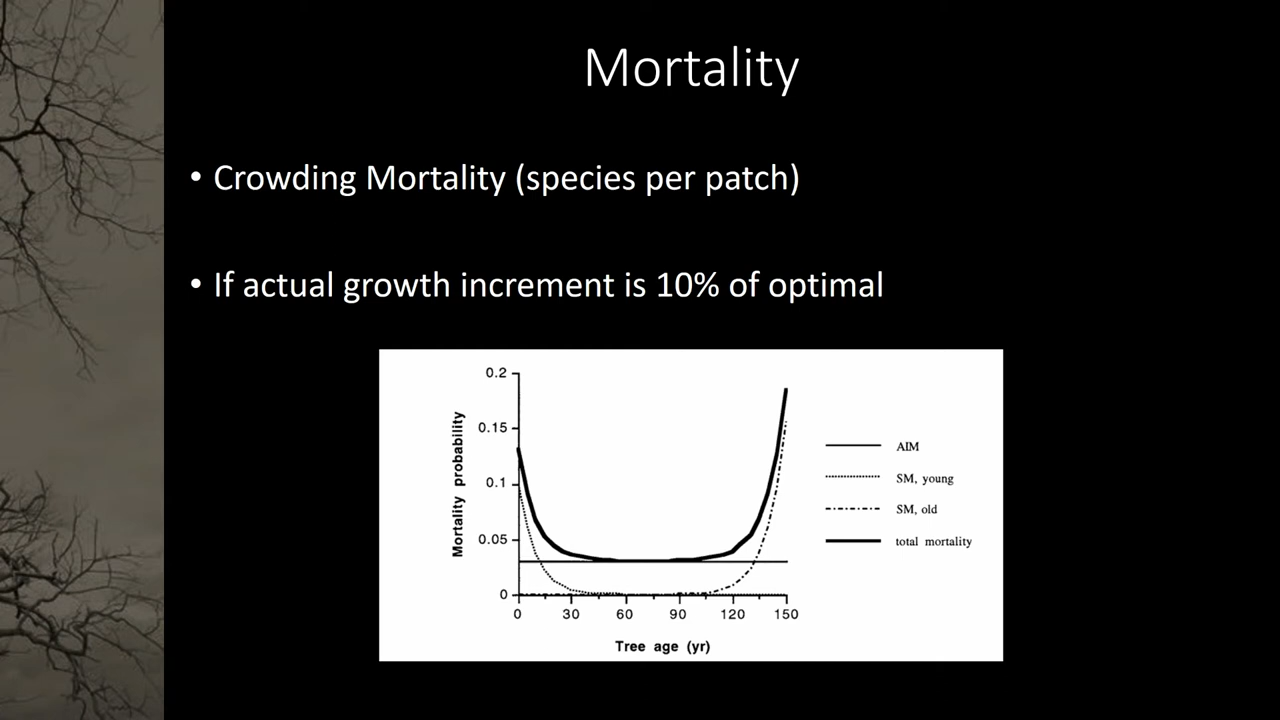 Mortality
• Crowding Mortality (species per patch)
• If actual growth increment is 10% of optimal
0.2
0.15
0.1
0.05
0
Mortality probability
0 30 60 90 120 150
Tree age (yr)
AIM
SM, young
SM, old
total mortality